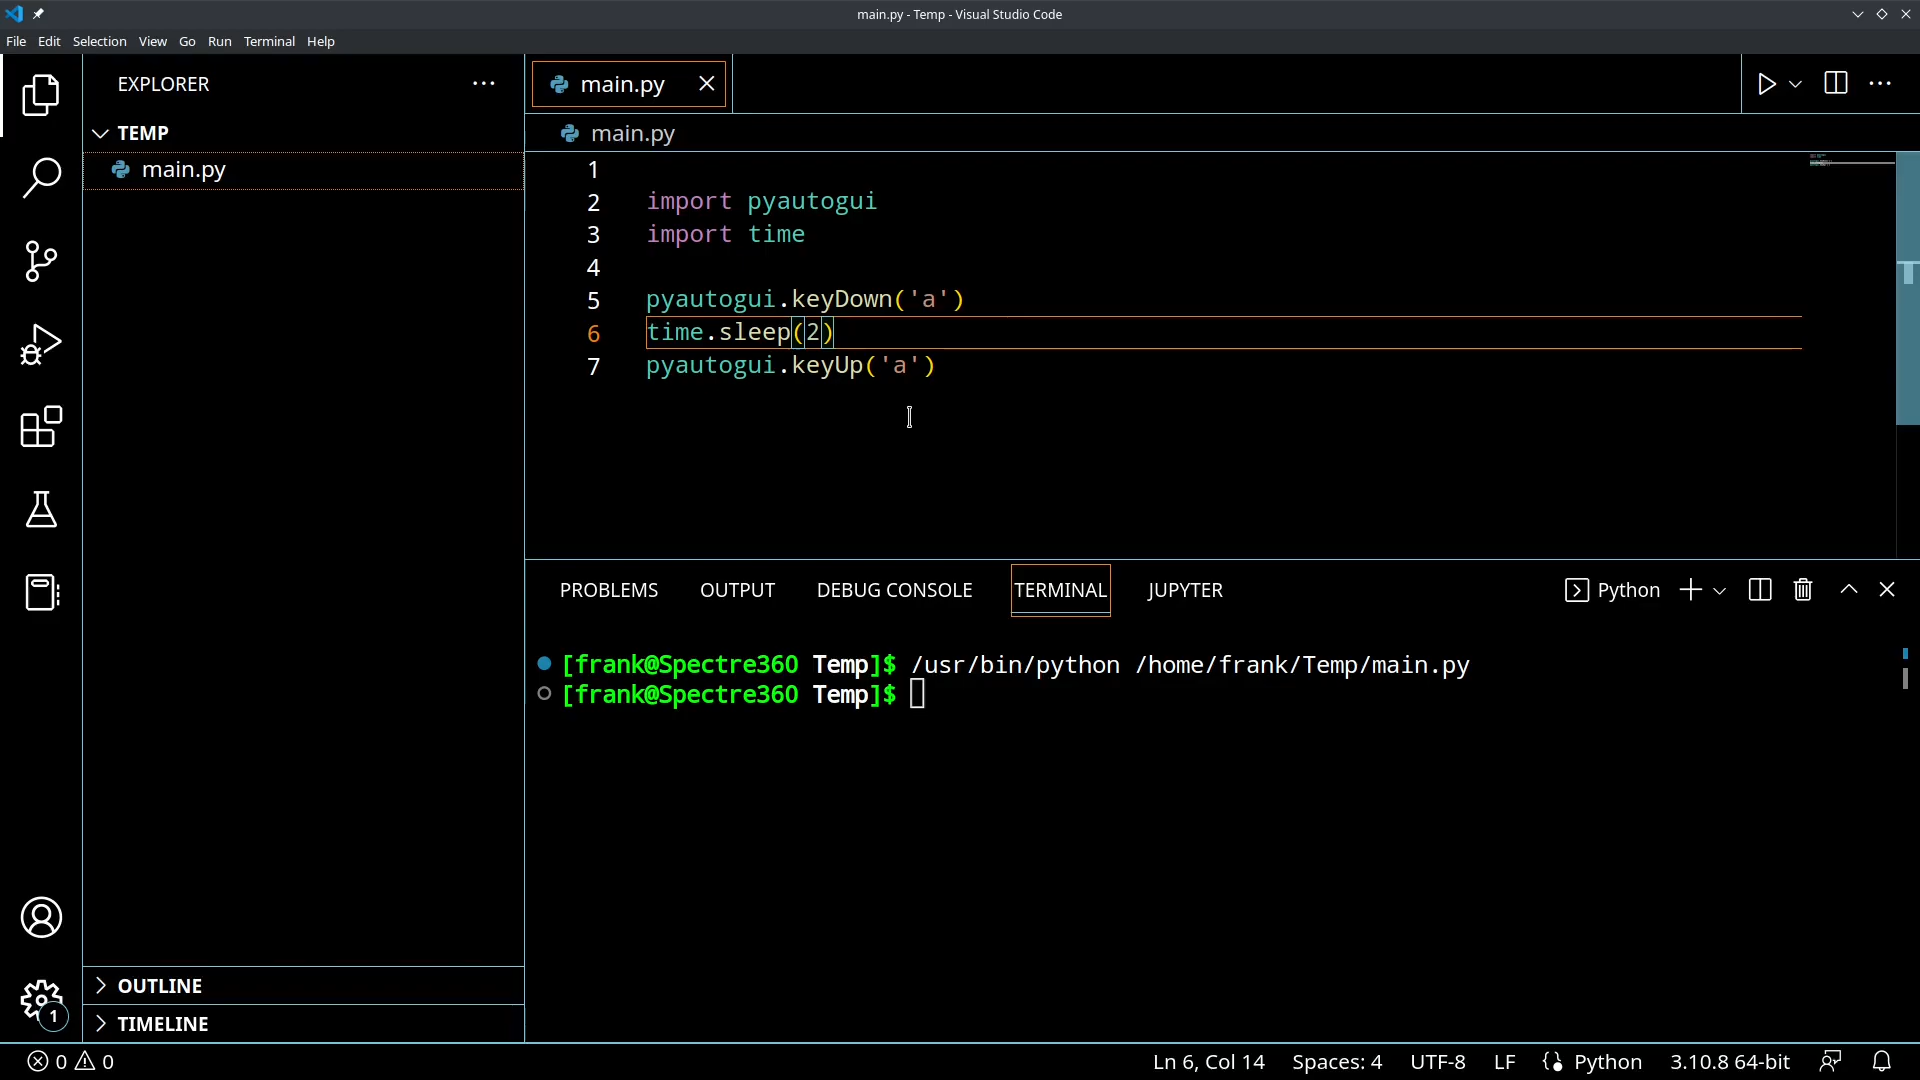 main.py - Temp - Visual Studio Code
File Edit Selection View Go Run Terminal Help
EXPLORER
TEMP
main.py
OUTLINE
TIMELINE
1
main.py
main.py
1
2 import pyautogui
3 import time
4
5 pyautogui.keyDown('a')
6 time.sleep(2)
7 pyautogui.keyUp('a')
PROBLEMS OUTPUT DEBUG CONSOLE TERMINAL JUPYTER Python
[frank@Spectre360 Temp]$ /usr/bin/python /home/frank/Temp/main.py
[frank@Spectre360 Temp]$
0 0 Ln 6, Col 14 Spaces: 4 UTF-8 LF {} Python 3.10.8 64-bit